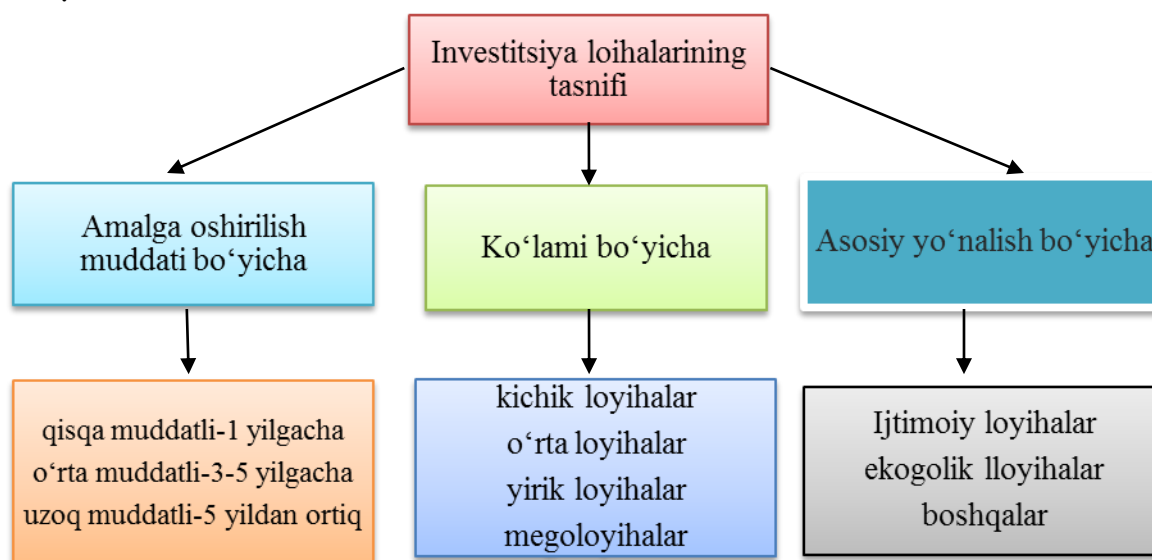 Investitsiya loihalarining
tasnifi
Amalga oshirilish
muddati bo‘yicha
Ko‘lami bo‘yicha
Asosiy yo‘nalish bo‘yicha
qisqa muddatli-1 yilgacha
o‘rta muddatli-3-5 yilgacha
uzoq muddatli-5 yildan ortiq
kichik loyihalar
o‘rta loyihalar
yirik loyihalar
megoloyihalar
Ijtimoiy loyihalar
ekogolik lloyihalar
boshqalar